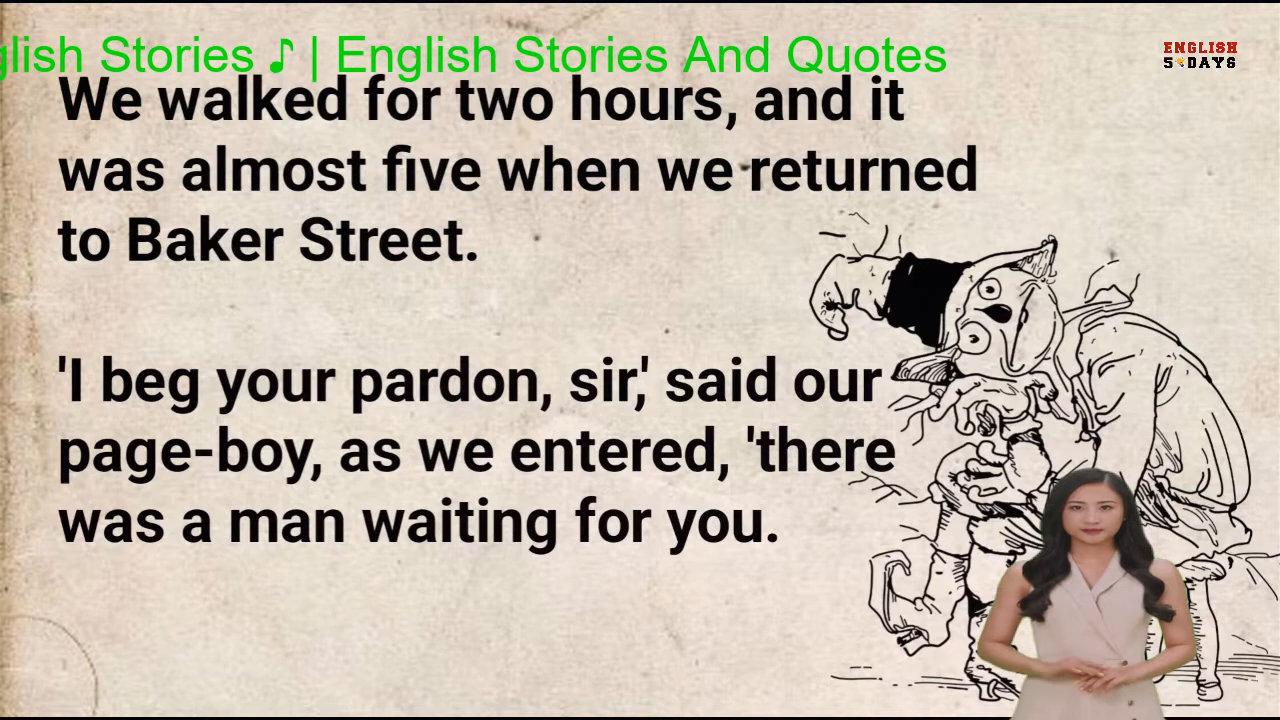 glish Stories ♪ | English Stories And Quotes
ENGLISH
5 DAYS
We walked for two hours, and it
was almost five when we returned
to Baker Street.
'I beg your pardon, sir,' said our
page-boy, as we entered, 'there
was a man waiting for you.